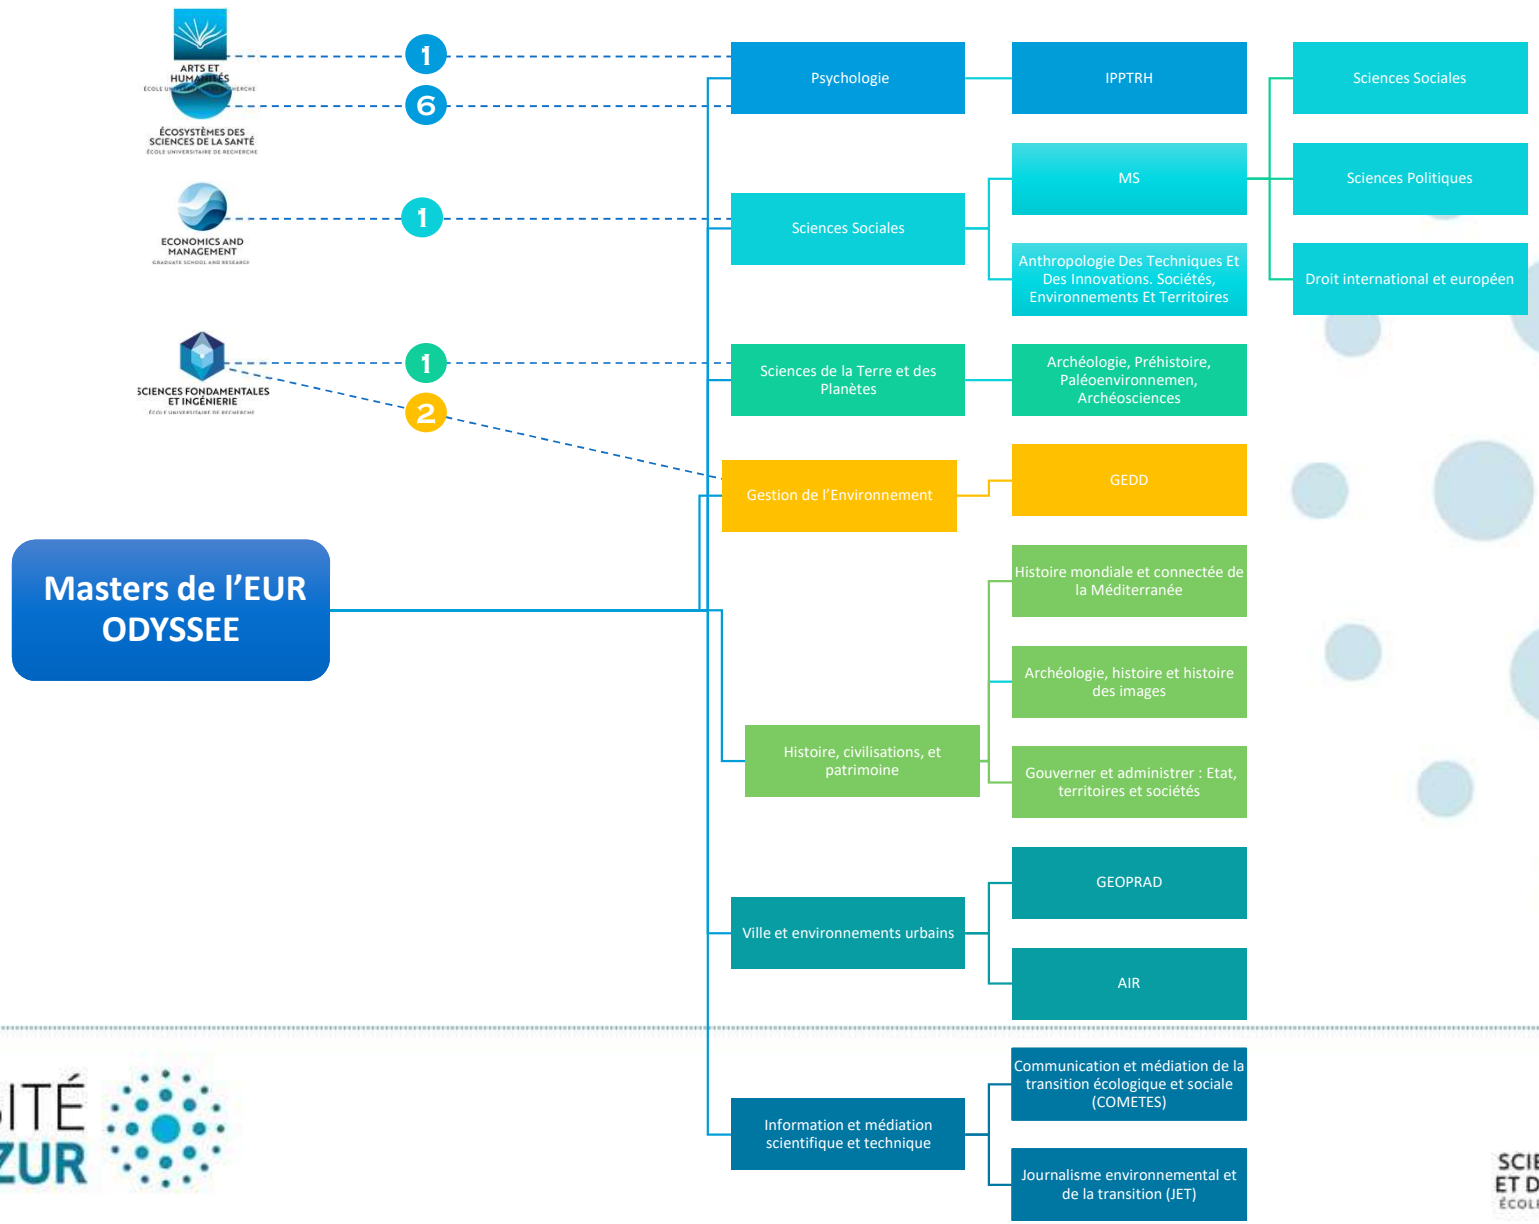 ARTS ET
HUMANITÉS
ÉCOLE UNIVERSITAIRE DE RECHERCHE
ÉCOSYSTÈMES DES
SCIENCES DE LA SANTÉ
ÉCOLE UNIVERSITAIRE DE RECHERCHE
ECONOMICS AND
MANAGEMENT
GRADUATE SCHOOL AND RESEARCH
SCIENCES FONDAMENTALES
ET INGÉNIERIE
ÉCOLE UNIVERSITAIRE DE RECHERCHE
1
6
1
1
2
Masters de l’EUR
ODYSSEE
Psychologie
IPPTRH
Sciences Sociales
MS
Sciences Sociales
Sciences Politiques
Droit international et européen
Anthropologie Des Techniques Et
Des Innovations. Sociétés,
Environnements Et Territoires
Sciences de la Terre et des
Planètes
Archéologie, Préhistoire,
Paléoenvironnemen,
Archéosciences
Gestion de l’Environnement
GEDD
Histoire, civilisations, et
patrimoine
Histoire mondiale et connectée de
la Méditerranée
Archéologie, histoire et histoire
des images
Gouverner et administrer : Etat,
territoires et sociétés
Ville et environnements urbains
GEOPRAD
AIR
Information et médiation
scientifique et technique
Communication et médiation de la
transition écologique et sociale
(COMETES)
Journalisme environnemental et
de la transition (JET)
SITÉ
ZUR
SCIE
ET D
ÉCOLE